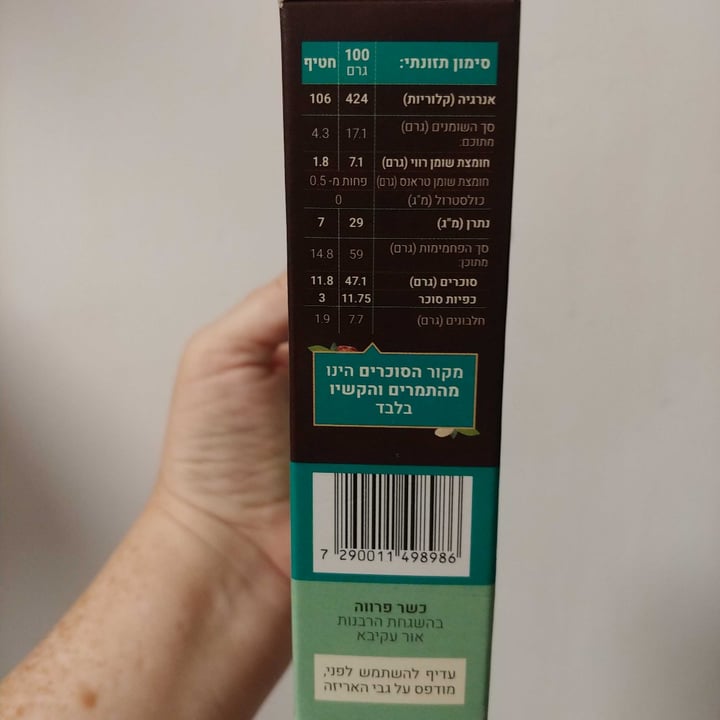 סימון תזונתי: 100 גרם חטיף
אנרגיה (קלוריות) 424 106
סך השומנים (גרם) 17.1 4.3
מתוכם:
חומצת שומן רווי (גרם) 7.1 1.8
חומצת שומן טראנס (גרם) פחות מ- 0.5
כולסטרול (מ"ג) 0
נתרן (מ"ג) 29 7
סך הפחמימות (גרם) 59 14.8
מתוכן:
סוכרים (גרם) 47.1 11.8
כפיות סוכר 11.75 3
חלבונים (גרם) 7.7 1.9
מקור הסוכרים הינו
מהתמרים והקשיו
בלבד
7 290011 498986
כשר פרווה
בהשגחת הרבנות
אור עקיבא
עדיף להשתמש לפני,
מודפס על גבי האריזה